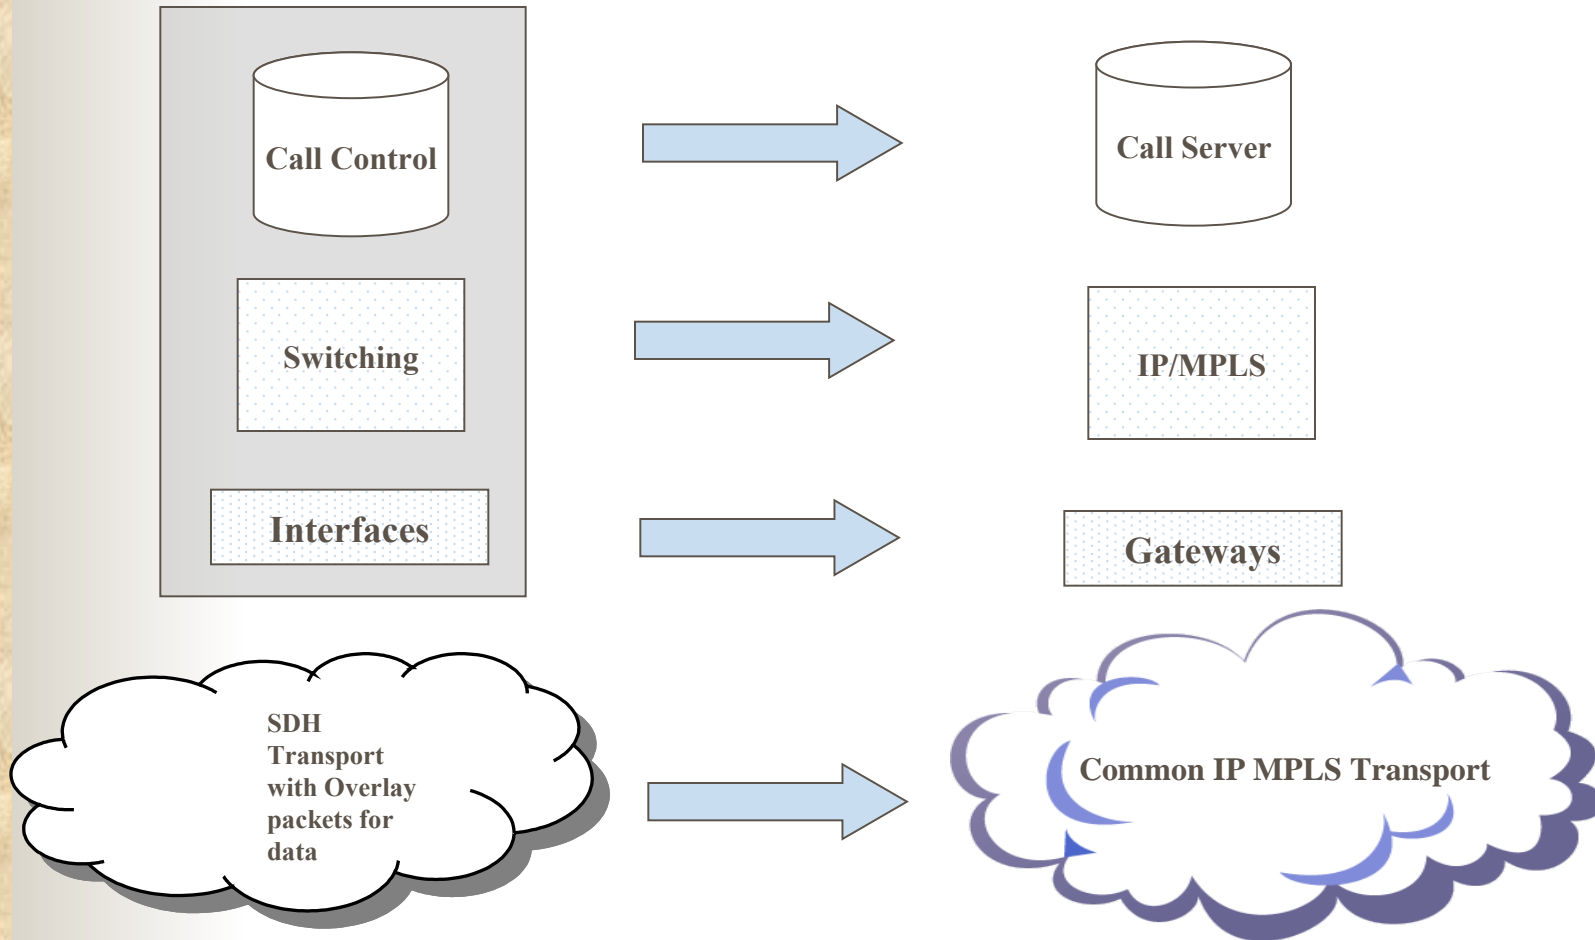 Call Control
Call Server
Switching
IP/MPLS
Interfaces
Gateways
SDH
Transport
with Overlay
packets for
data
Common IP MPLS Transport